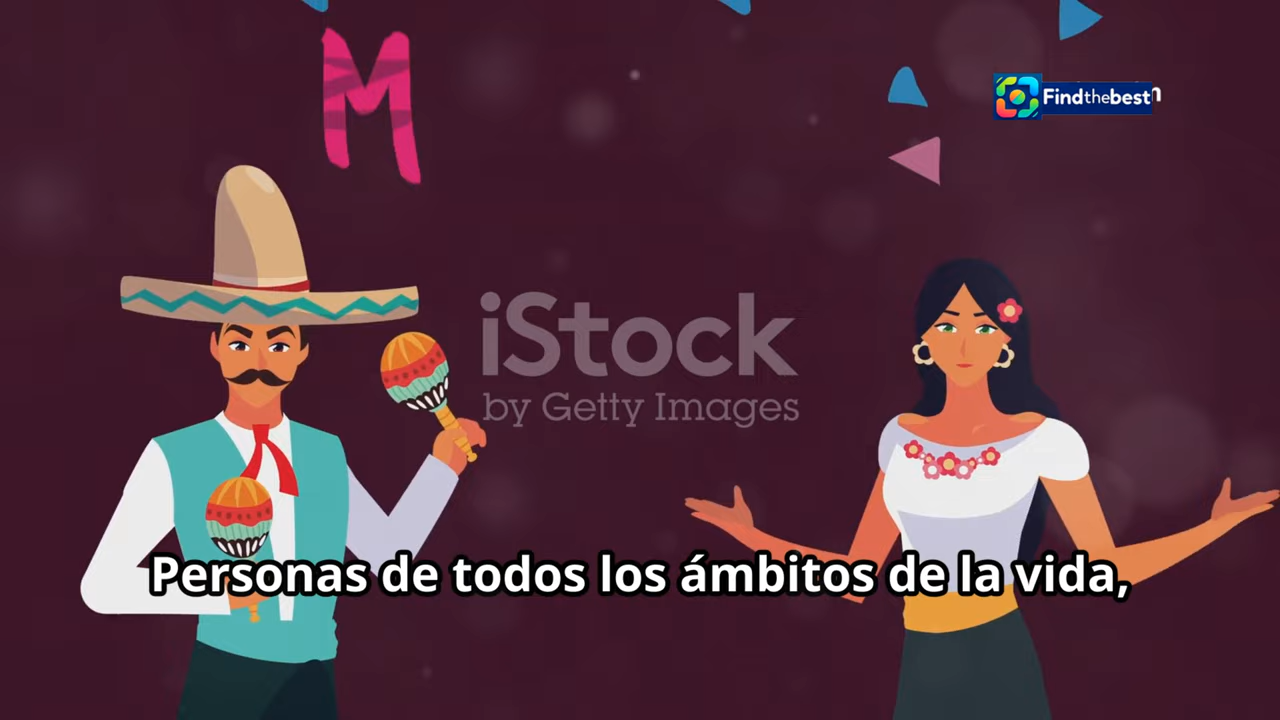 M
Findthebest
iStock
by Getty Images
Personas de todos los ámbitos de la vida,